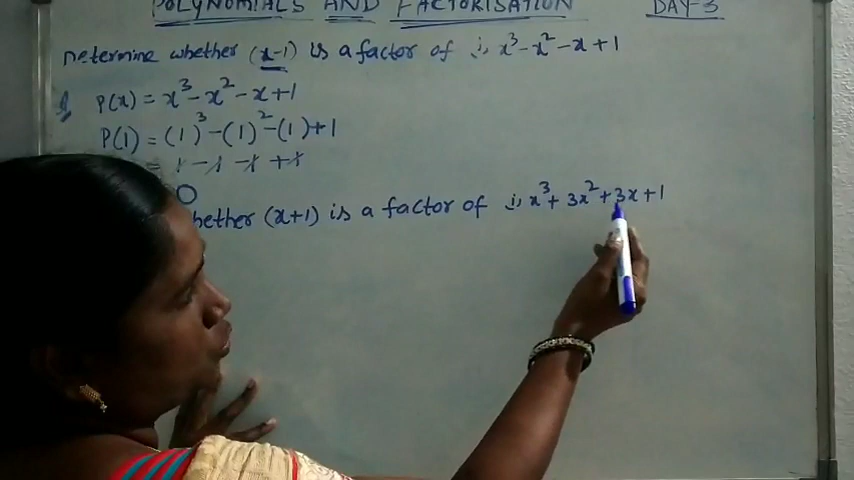 POLYNOMIALS AND FACTORISATION DAY-3
Determine whether (x-1) is a factor of i, x³-x²-x+1
P(x) = x³-x²-x+1
P(1) = (1)³-(1)²-(1)+1
= 1-1-1+1
0
hether (x+1) is a factor of i, x³+3x²+3x+1